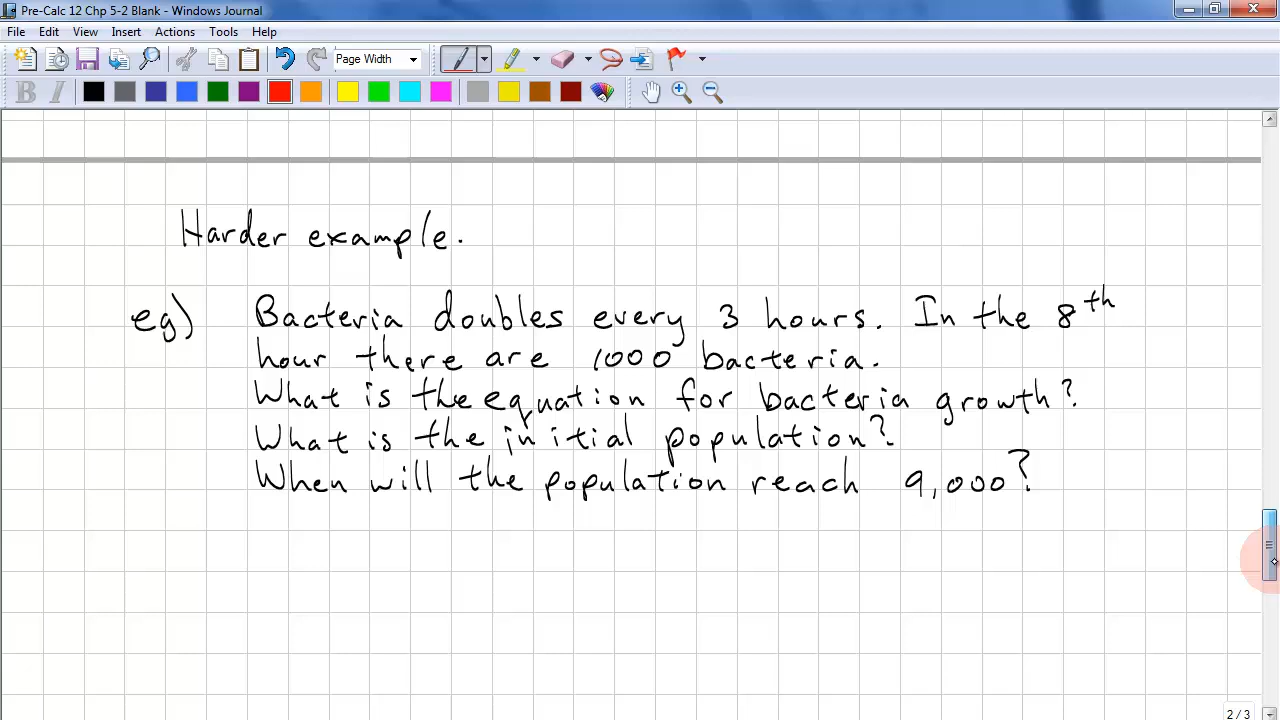 Pre-Calc 12 Chp 5-2 Blank - Windows Journal
File Edit View Insert Actions Tools Help
Page Width
B I
Harder example.
eg) Bacteria doubles every 3 hours. In the 8th
hour there are 1000 bacteria.
What is the equation for bacteria growth?
What is the initial population?
When will the population reach 9,000?
2/3